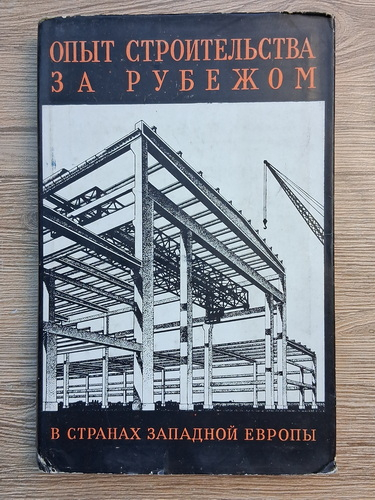 ОПЫТ СТРОИТЕЛЬСТВА
ЗА РУБЕЖОМ
В СТРАНАХ ЗАПАДНОЙ ЕВРОПЫ